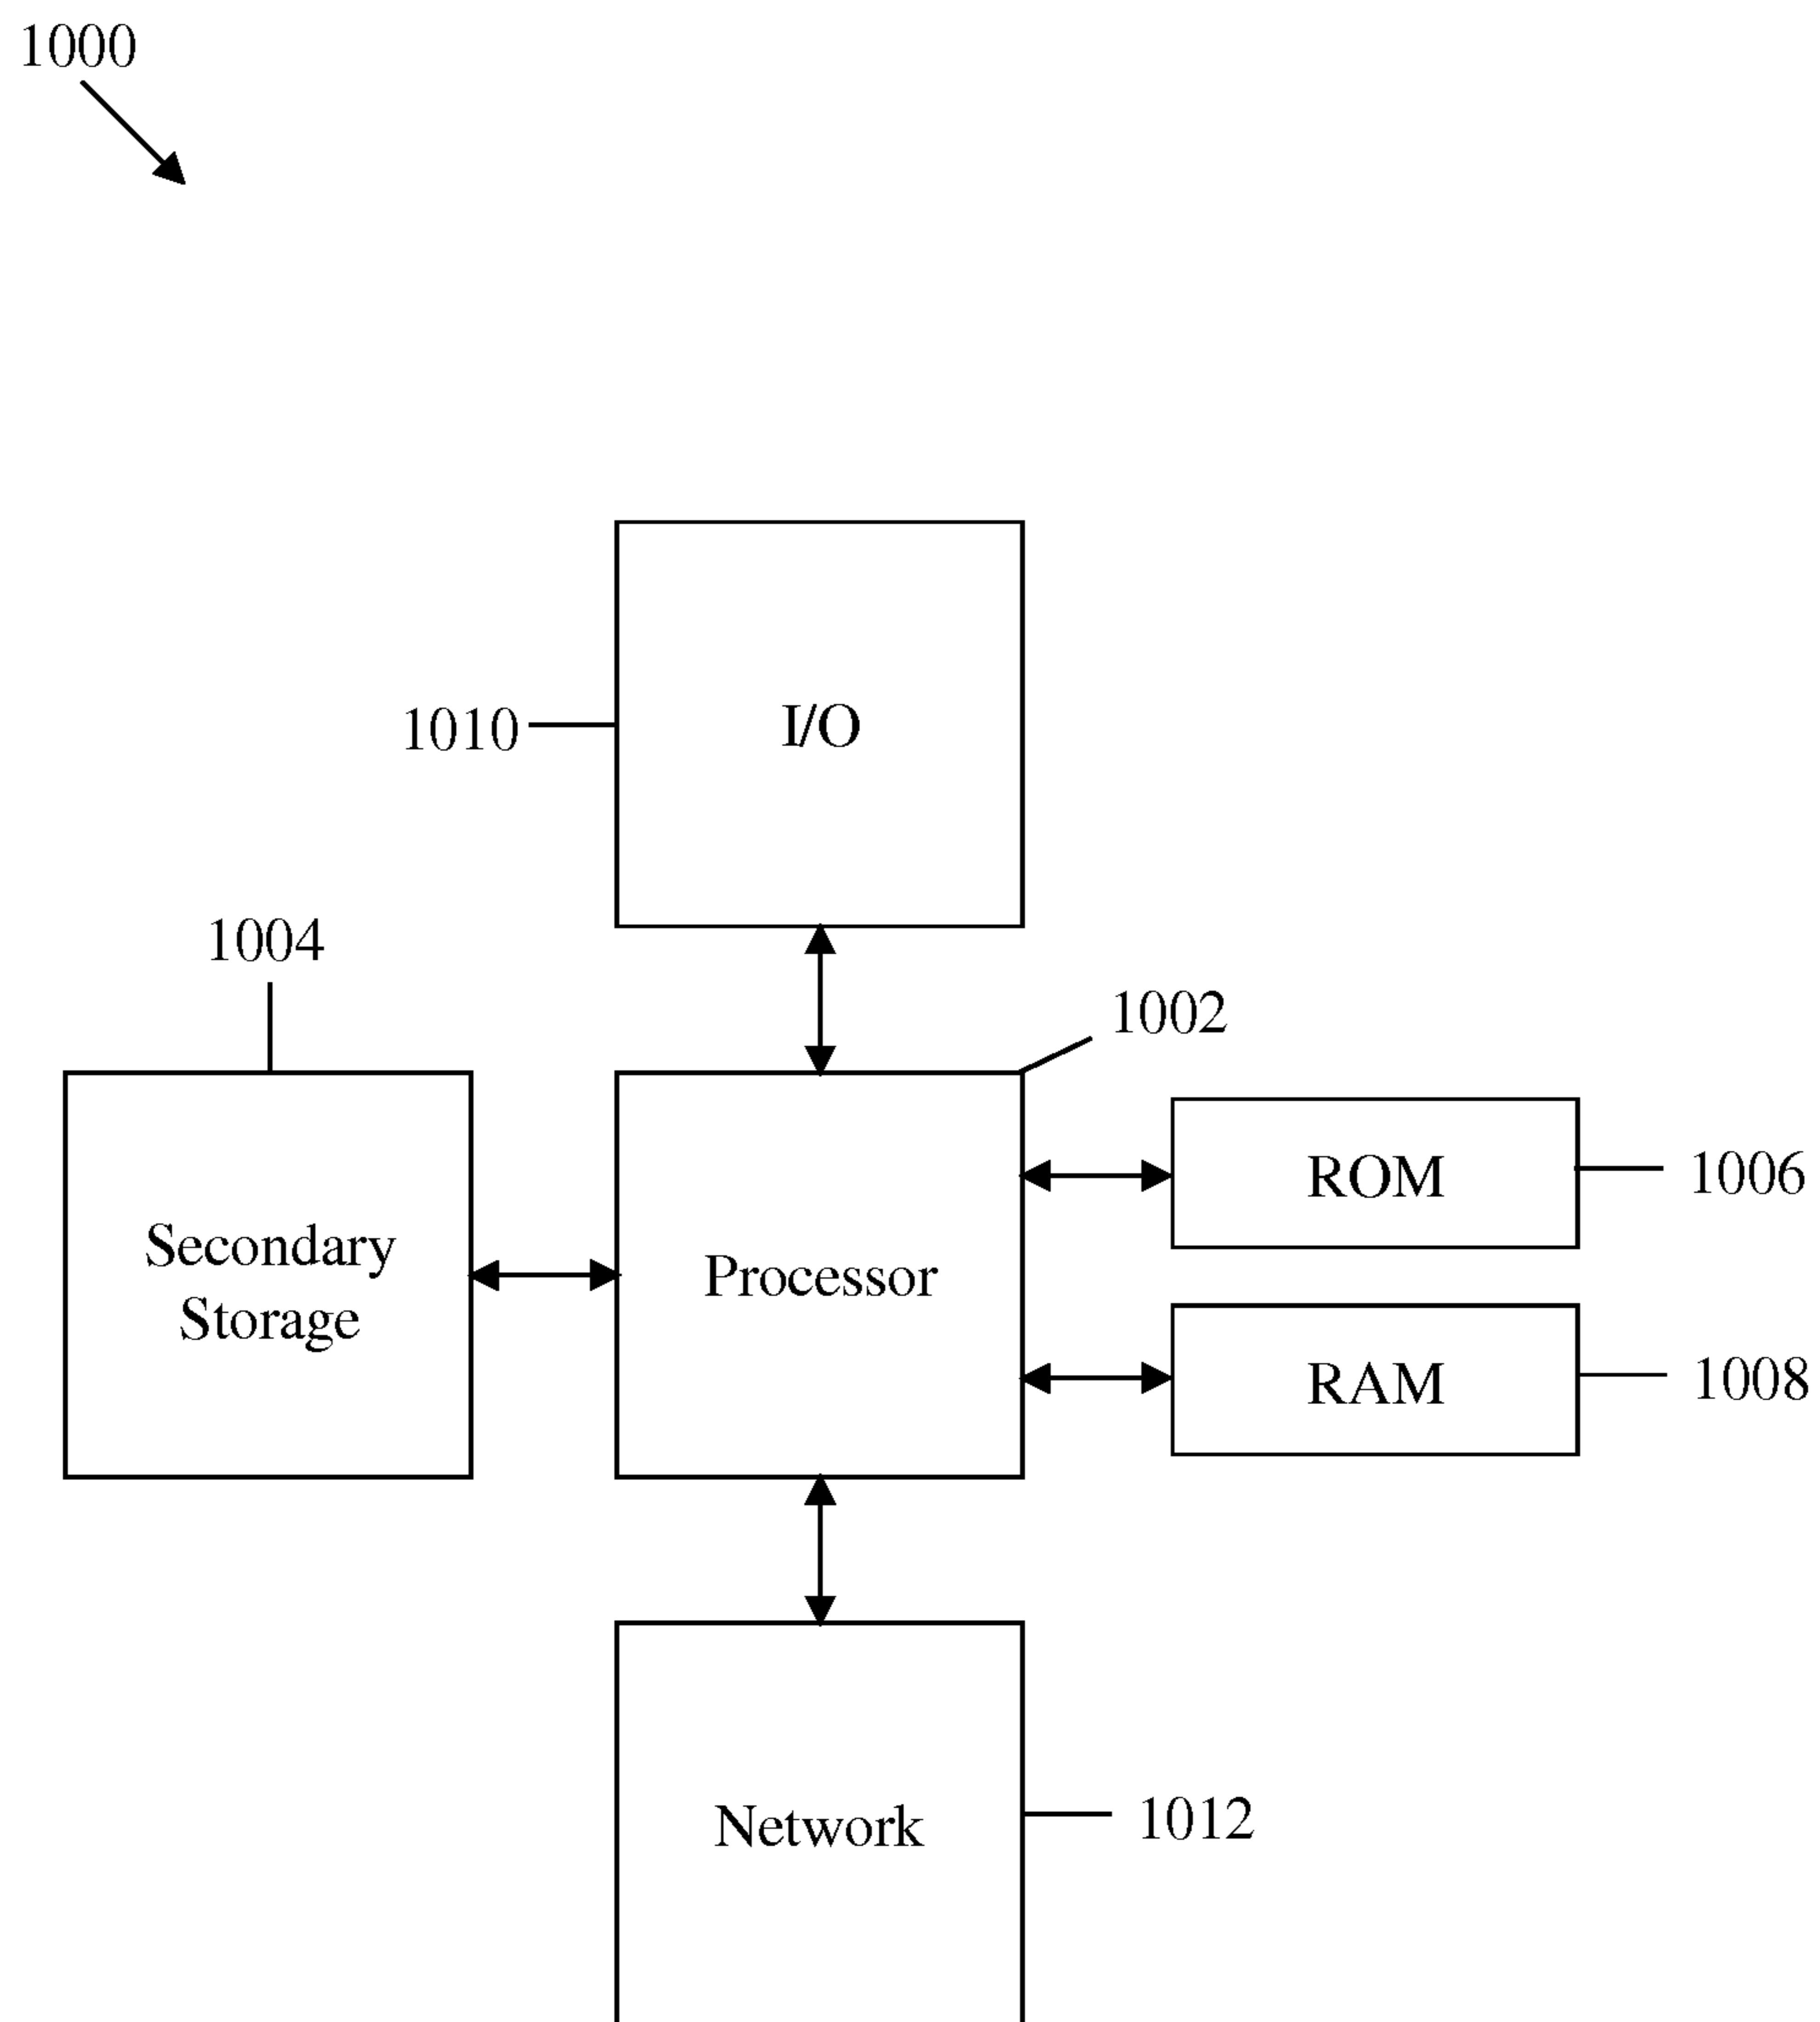 1000
I/O
1010
1004
1002
ROM
1006
Secondary
Storage
Processor
RAM
1008
Network
1012